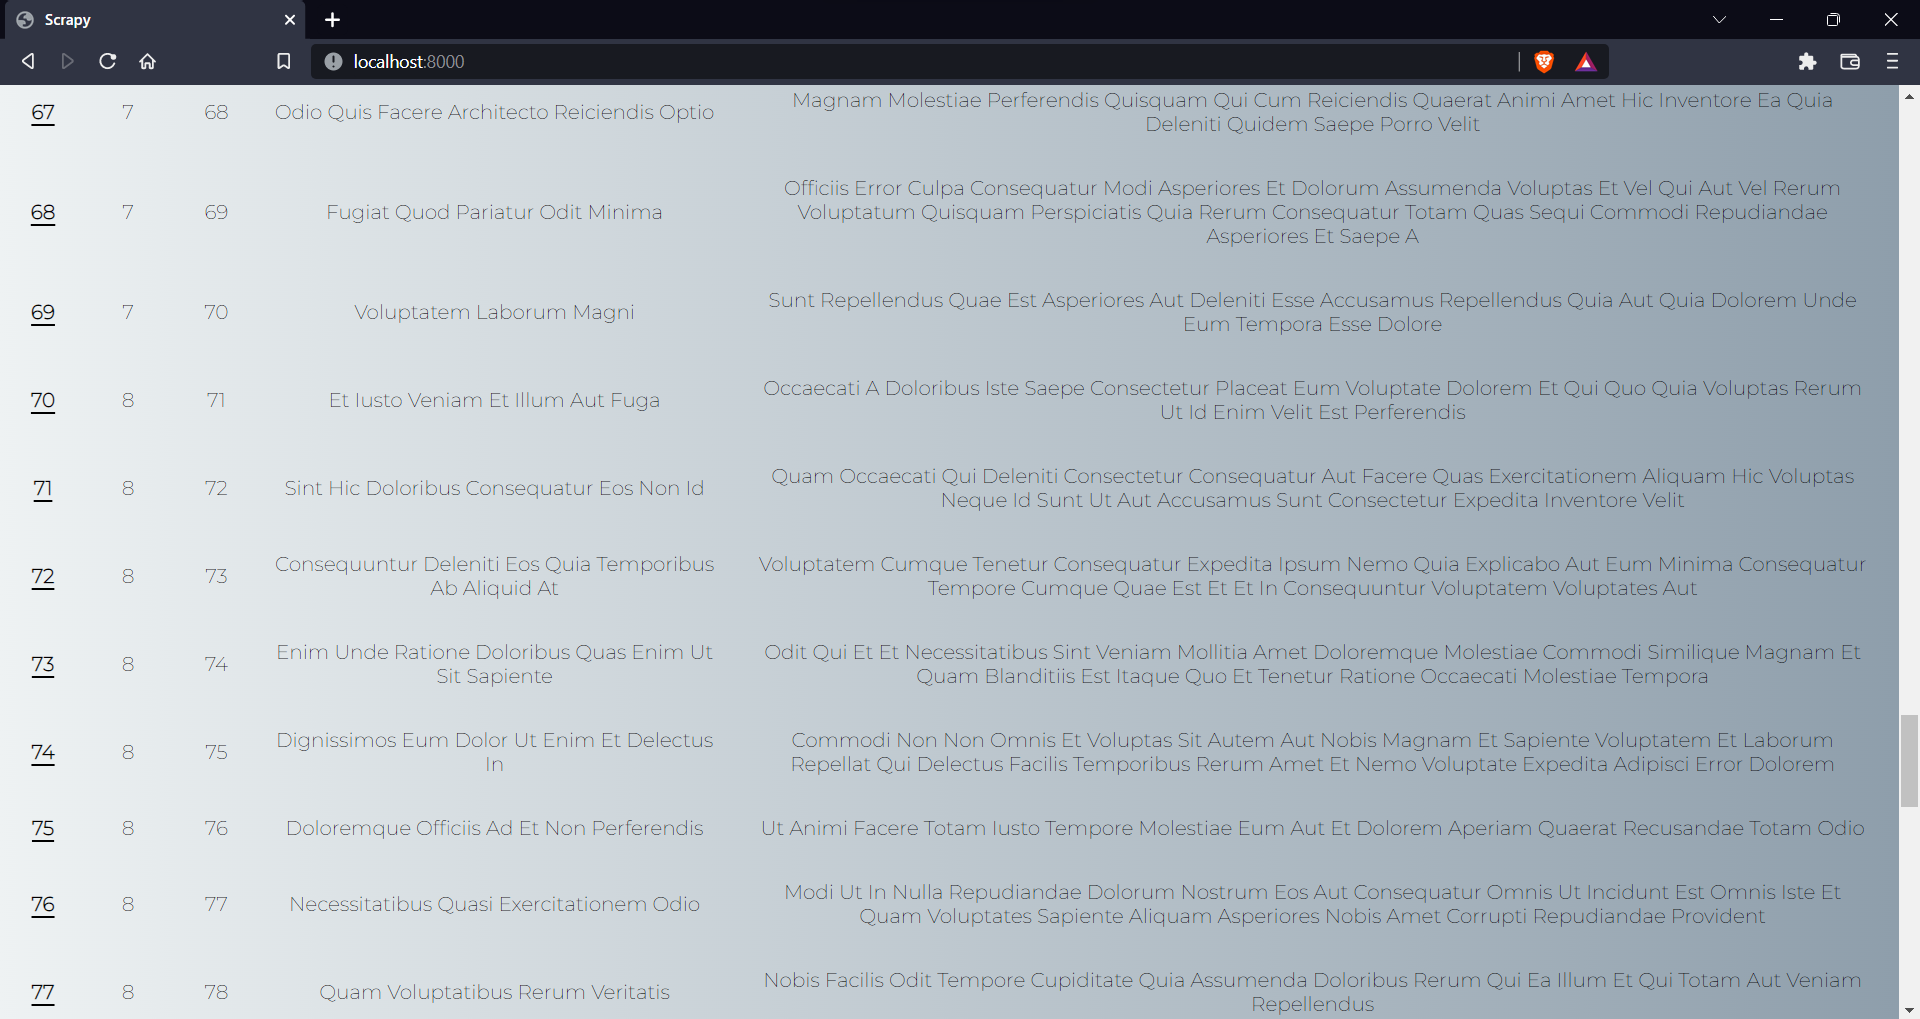 Scrapy
localhost:8000
67 7 68 Odio Quis Facere Architecto Reiciendis Optio Magnam Molestiae Perferendis Quisquam Qui Cum Reiciendis Quaerat Animi Amet Hic Inventore Ea Quia
Deleniti Quidem Saepe Porro Velit
68 7 69 Fugiat Quod Pariatur Odit Minima Officiis Error Culpa Consequatur Modi Asperiores Et Dolorum Assumenda Voluptas Et Vel Qui Aut Vel Rerum
Voluptatum Quisquam Perspiciatis Quia Rerum Consequatur Totam Quas Sequi Commodi Repudiandae
Asperiores Et Saepe A
69 7 70 Voluptatem Laborum Magni Sunt Repellendus Quae Est Asperiores Aut Deleniti Esse Accusamus Repellendus Quia Aut Quia Dolorem Unde
Eum Tempora Esse Dolore
70 8 71 Et Iusto Veniam Et Illum Aut Fuga Occaecati A Doloribus Iste Saepe Consectetur Placeat Eum Voluptate Dolorem Et Qui Quo Quia Voluptas Rerum
Ut Id Enim Velit Est Perferendis
71 8 72 Sint Hic Doloribus Consequatur Eos Non Id Quam Occaecati Qui Deleniti Consectetur Consequatur Aut Facere Quas Exercitationem Aliquam Hic Voluptas
Neque Id Sunt Ut Aut Accusamus Sunt Consectetur Expedita Inventore Velit
72 8 73 Consequuntur Deleniti Eos Quia Temporibus
Ab Aliquid At
Voluptatem Cumque Tenetur Consequatur Expedita Ipsum Nemo Quia Explicabo Aut Eum Minima Consequatur
Tempore Cumque Quae Est Et Et In Consequuntur Voluptatem Voluptates Aut
73 8 74 Enim Unde Ratione Doloribus Quas Enim Ut
Sit Sapiente
Odit Qui Et Et Necessitatibus Sint Veniam Mollitia Amet Doloremque Molestiae Commodi Similique Magnam Et
Quam Blanditiis Est Itaque Quo Et Tenetur Ratione Occaecati Molestiae Tempora
74 8 75 Dignissimos Eum Dolor Ut Enim Et Delectus
In
Commodi Non Non Omnis Et Voluptas Sit Autem Aut Nobis Magnam Et Sapiente Voluptatem Et Laborum
Repellat Qui Delectus Facilis Temporibus Rerum Amet Et Nemo Voluptate Expedita Adipisci Error Dolorem
75 8 76 Doloremque Officiis Ad Et Non Perferendis Ut Animi Facere Totam Iusto Tempore Molestiae Eum Aut Et Dolorem Aperiam Quaerat Recusandae Totam Odio
76 8 77 Necessitatibus Quasi Exercitationem Odio Modi Ut In Nulla Repudiandae Dolorum Nostrum Eos Aut Consequatur Omnis Ut Incidunt Est Omnis Iste Et
Quam Voluptates Sapiente Aliquam Asperiores Nobis Amet Corrupti Repudiandae Provident
77 8 78 Quam Voluptatibus Rerum Veritatis Nobis Facilis Odit Tempore Cupiditate Quia Assumenda Doloribus Rerum Qui Ea Illum Et Qui Totam Aut Veniam
Repellendus